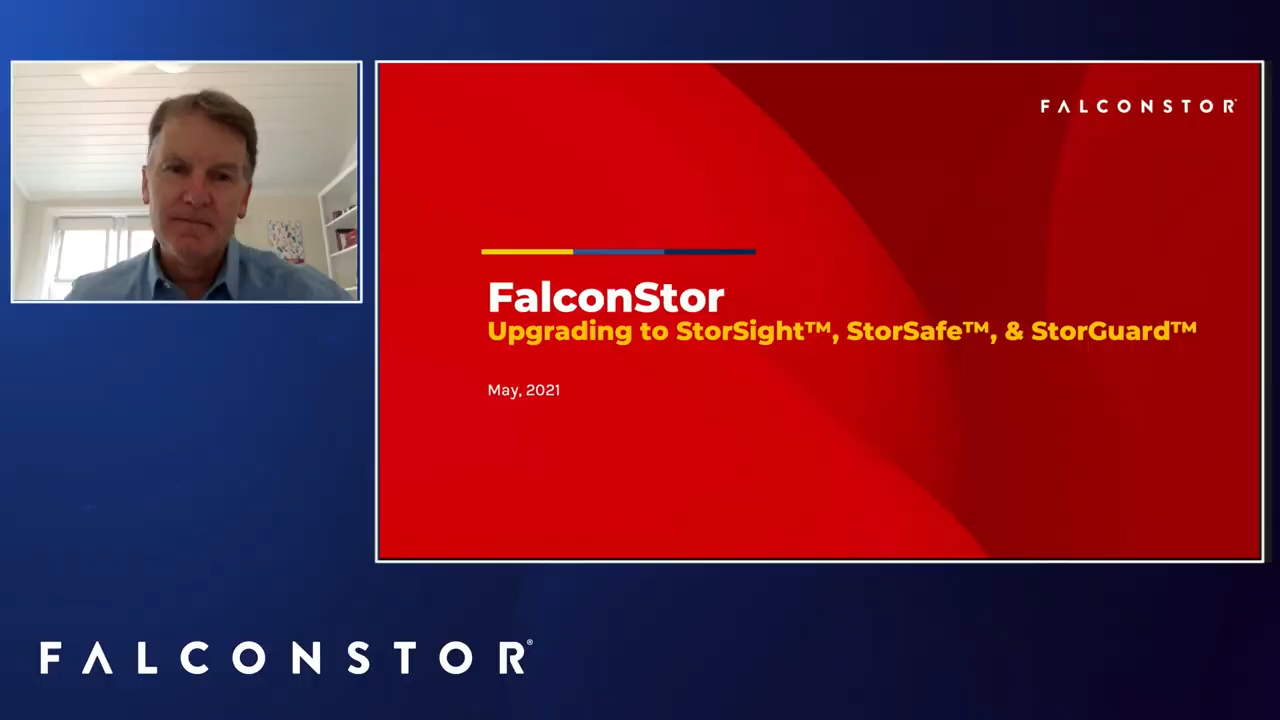 FALCONSTOR®
FalconStor
Upgrading to StorSight™, StorSafe™, & StorGuard™
May, 2021
FALCONSTOR®